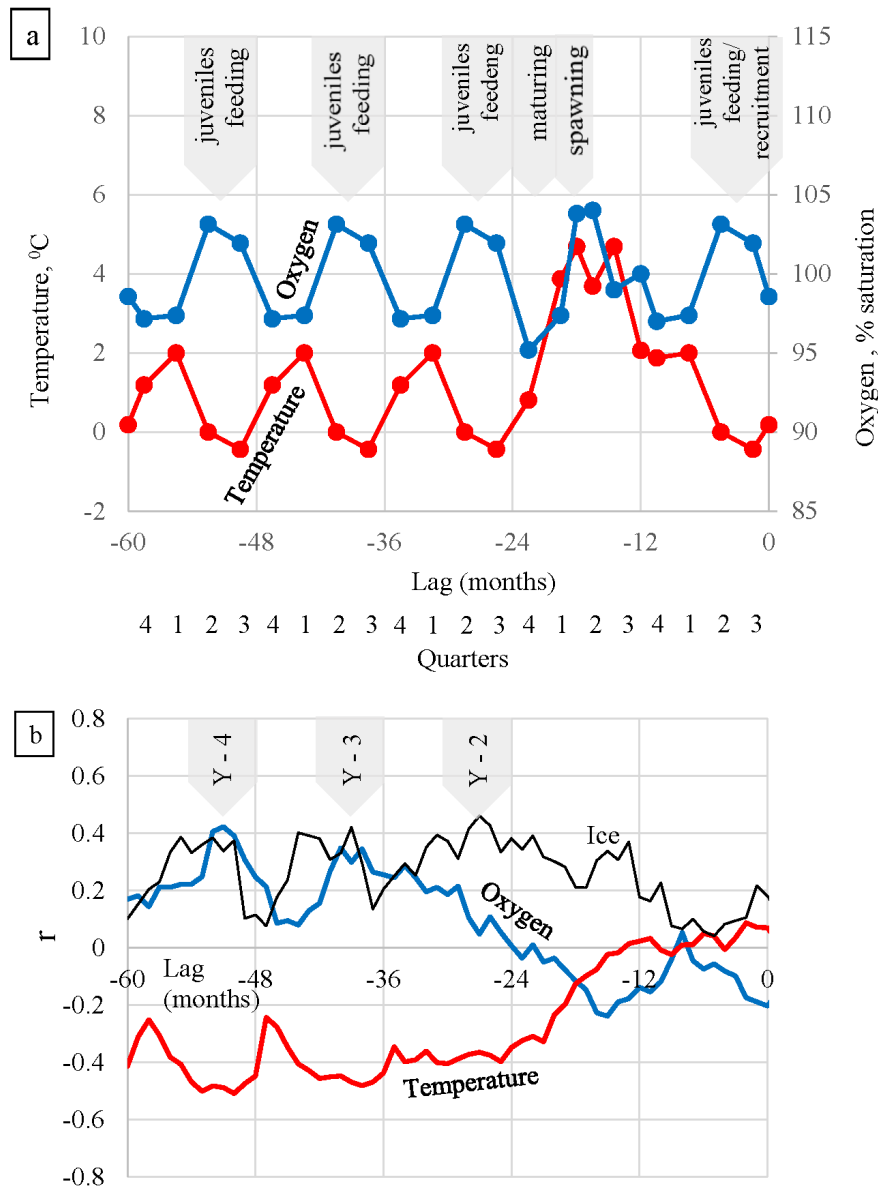 a
10
8
6
4
2
0
-2
Temperature, ⁰C
115
110
105
100
95
90
85
Oxygen , % saturation
juveniles
feeding
juveniles
feeding
juveniles
feedeng
maturing
spawning
juveniles
feeding/
recruitment
Oxygen
Temperature
-60 -48 -36 -24 -12 0
Lag (months)
4 1 2 3 4 1 2 3 4 1 2 3 4 1 2 3 4 1 2 3
Quarters
b
0.8
0.6
0.4
0.2
0
-0.2
-0.4
-0.6
-0.8
r
Y - 4
Y - 3
Y - 2
Ice
Oxygen
-60 -48 -36 -24 -12 0
Lag
(months)
Temperature